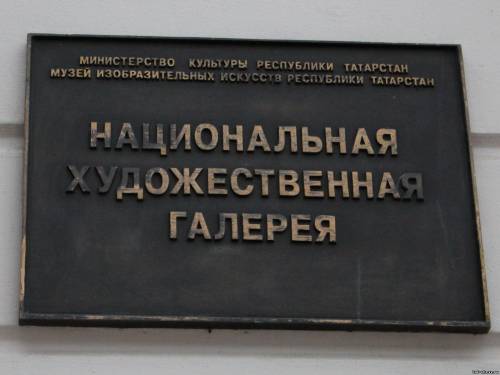 МИНИСТЕРСТВО КУЛЬТУРЫ РЕСПУБЛИКИ ТАТАРСТАН
МУЗЕЙ ИЗОБРАЗИТЕЛЬНЫХ ИСКУССТВ РЕСПУБЛИКИ ТАТАРСТАН
НАЦИОНАЛЬНАЯ
ХУДОЖЕСТВЕННАЯ
ГАЛЕРЕЯ